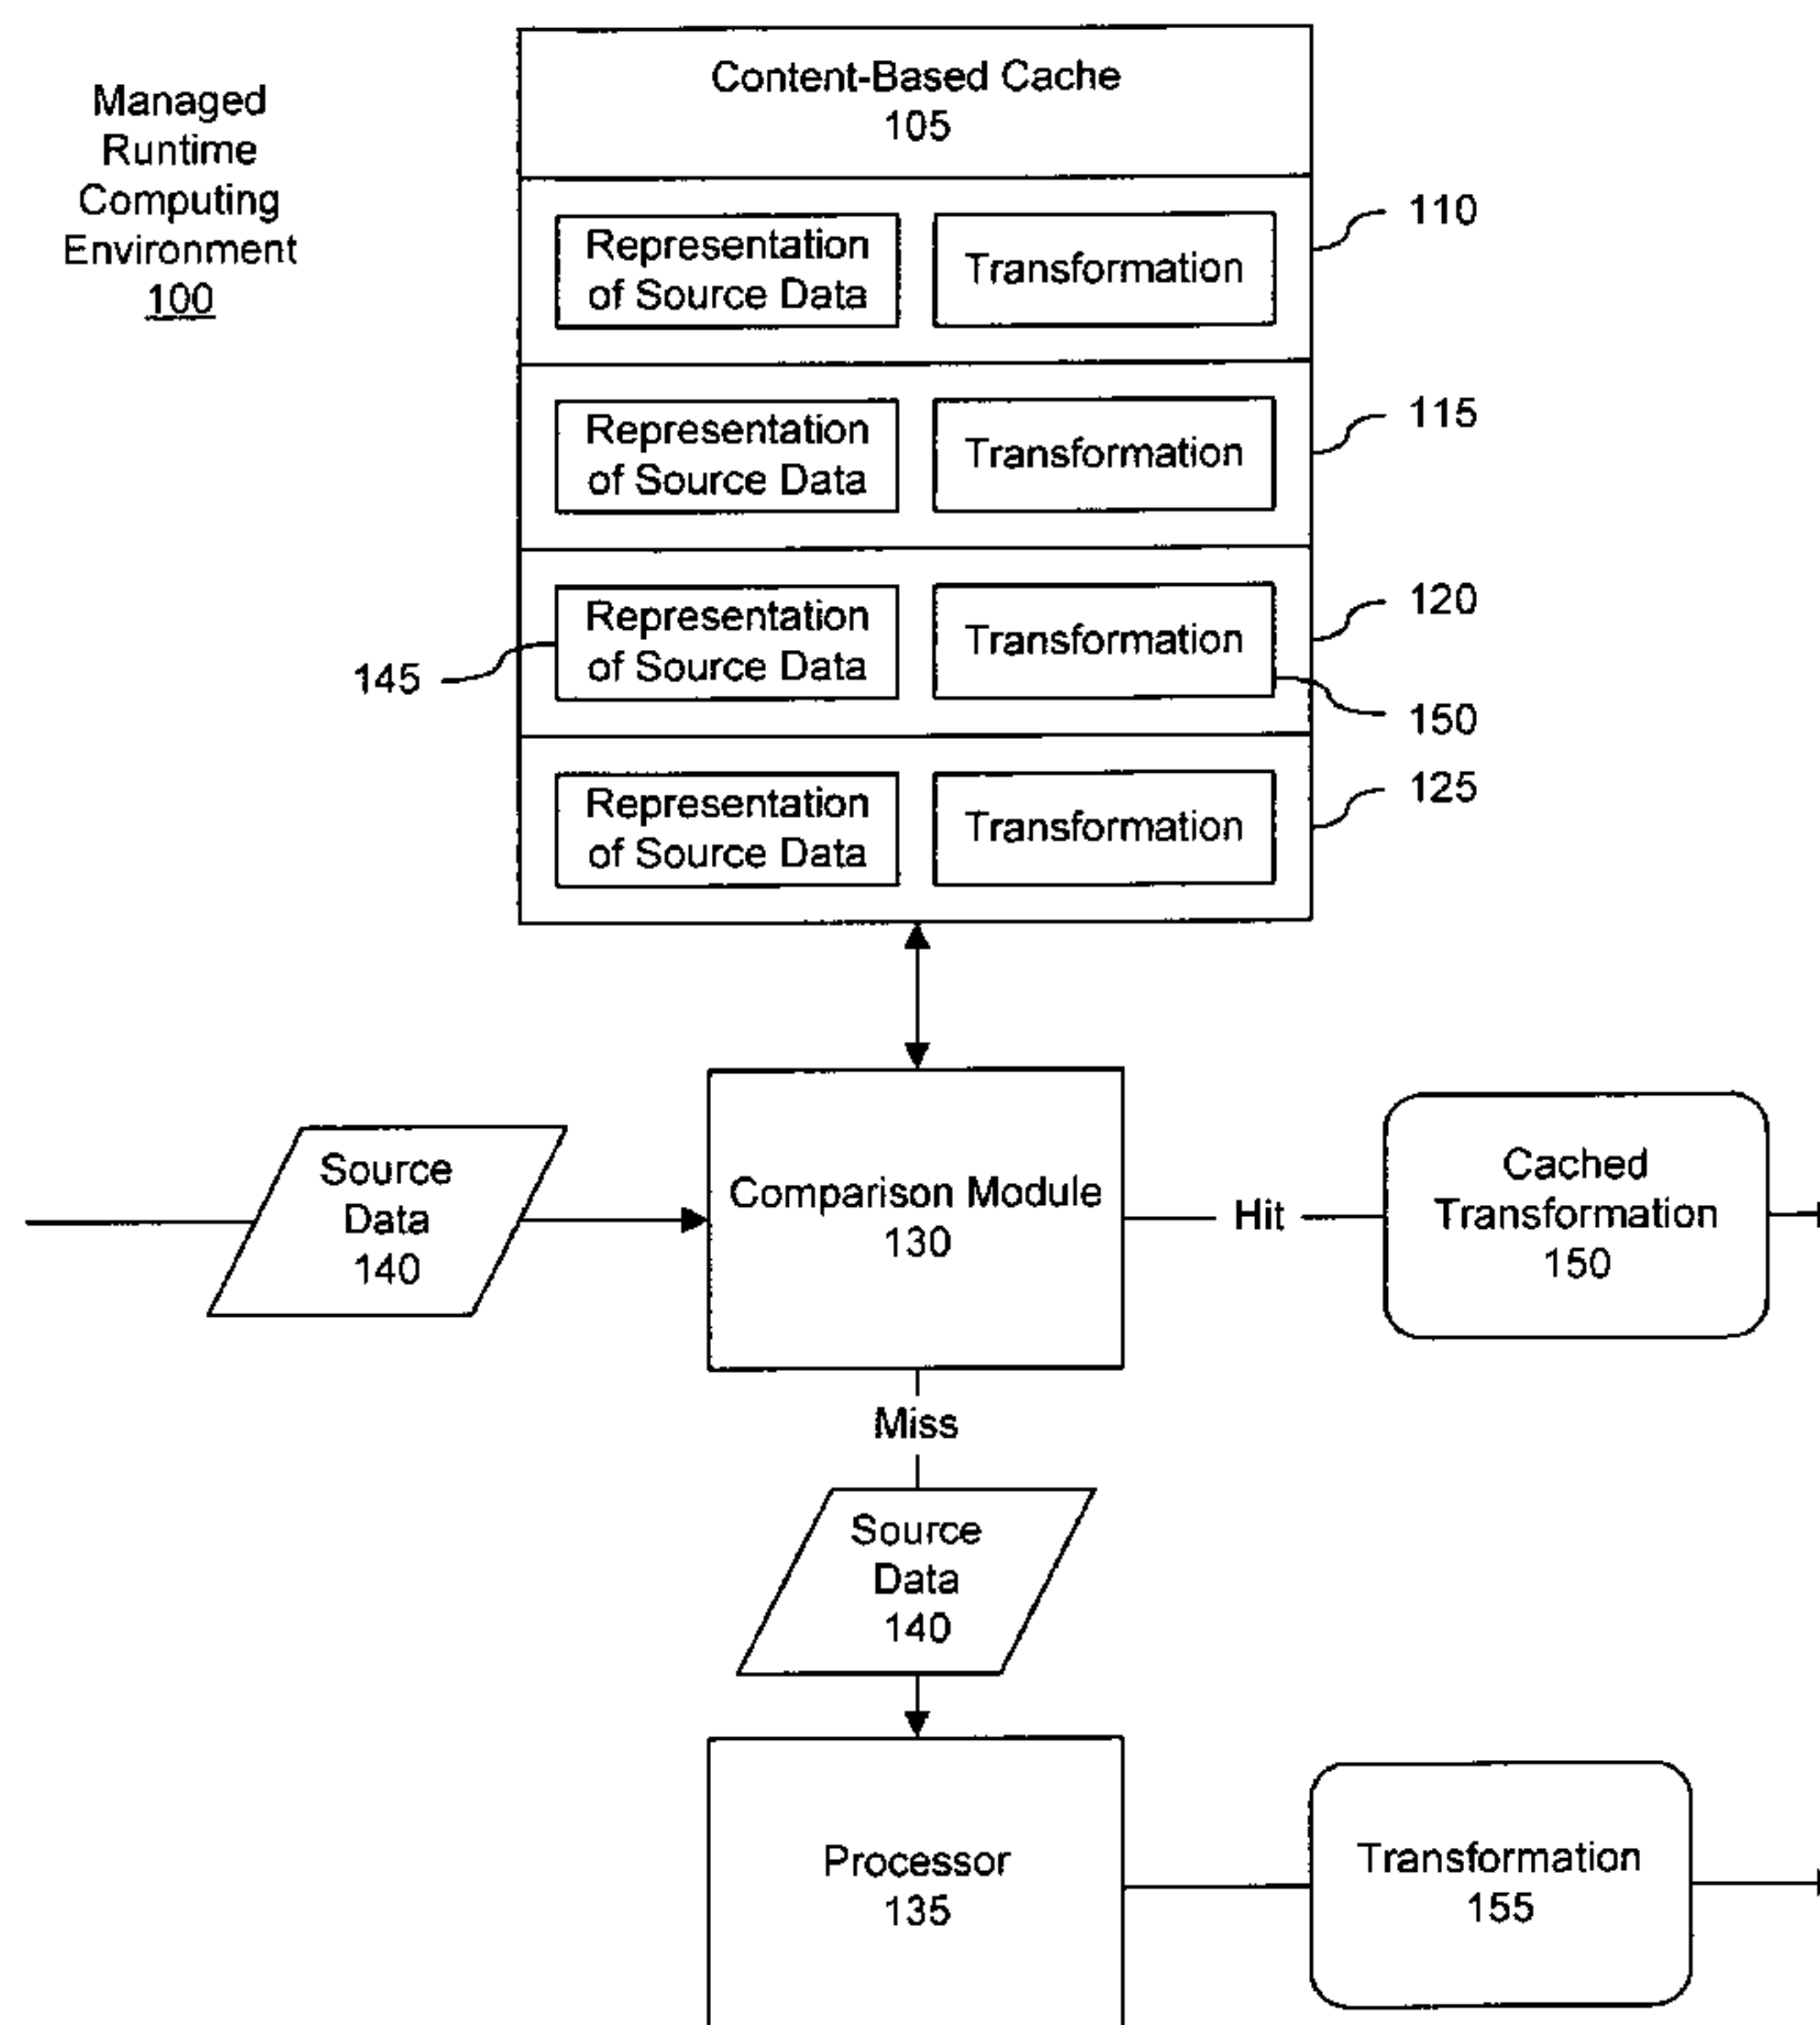 Managed
Runtime
Computing
Environment
100
Content-Based Cache
105
Representation
of Source Data
Transformation
110
Representation
of Source Data
Transformation
115
145
Representation
of Source Data
Transformation
120
150
Representation
of Source Data
Transformation
125
Source
Data
140
Comparison Module
130
Hit
Cached
Transformation
150
Miss
Source
Data
140
Processor
135
Transformation
155